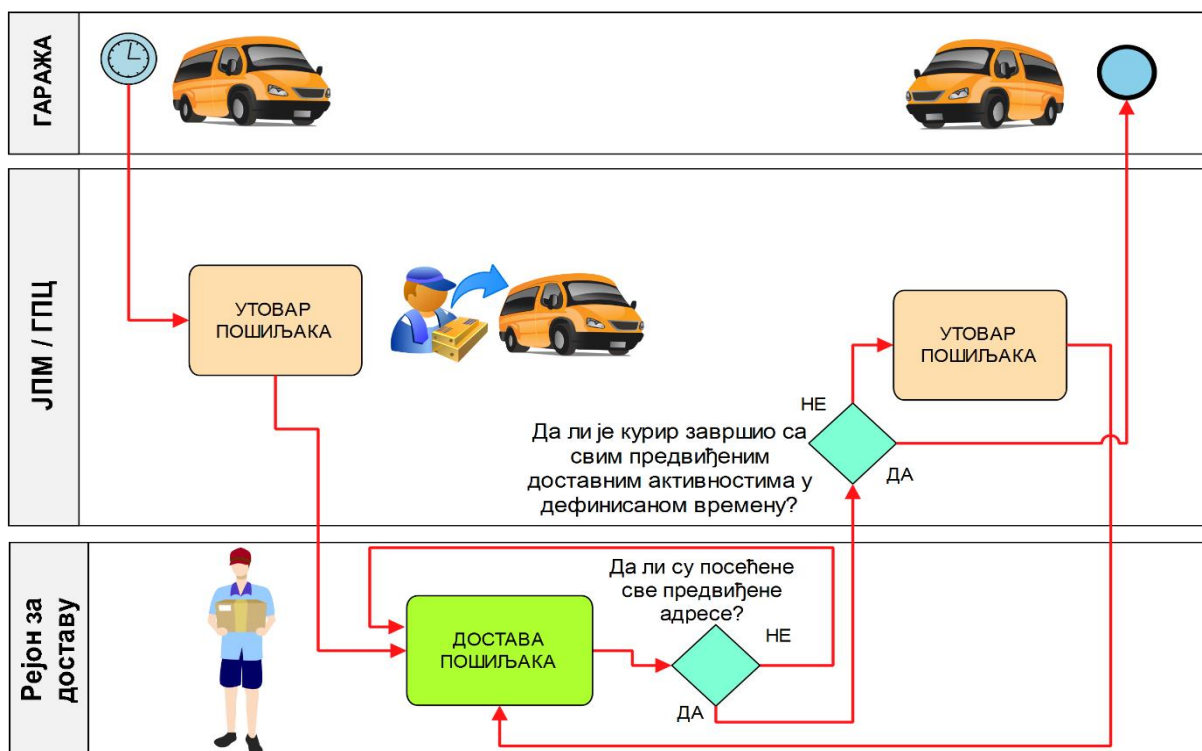 ГАРАЖА
ЈПМ / ГПЦ
УТОВАР
ПОШИЉАКА
УТОВАР
ПОШИЉАКА
НЕ
Да ли је курир завршио са
свим предвиђеним
доставним активностима у
дефинисаном времену?
ДА
Рејон за
доставу
Да ли су посећене
све предвиђене
адресе?
НЕ
ДОСТАВА
ПОШИЉАКА
ДА